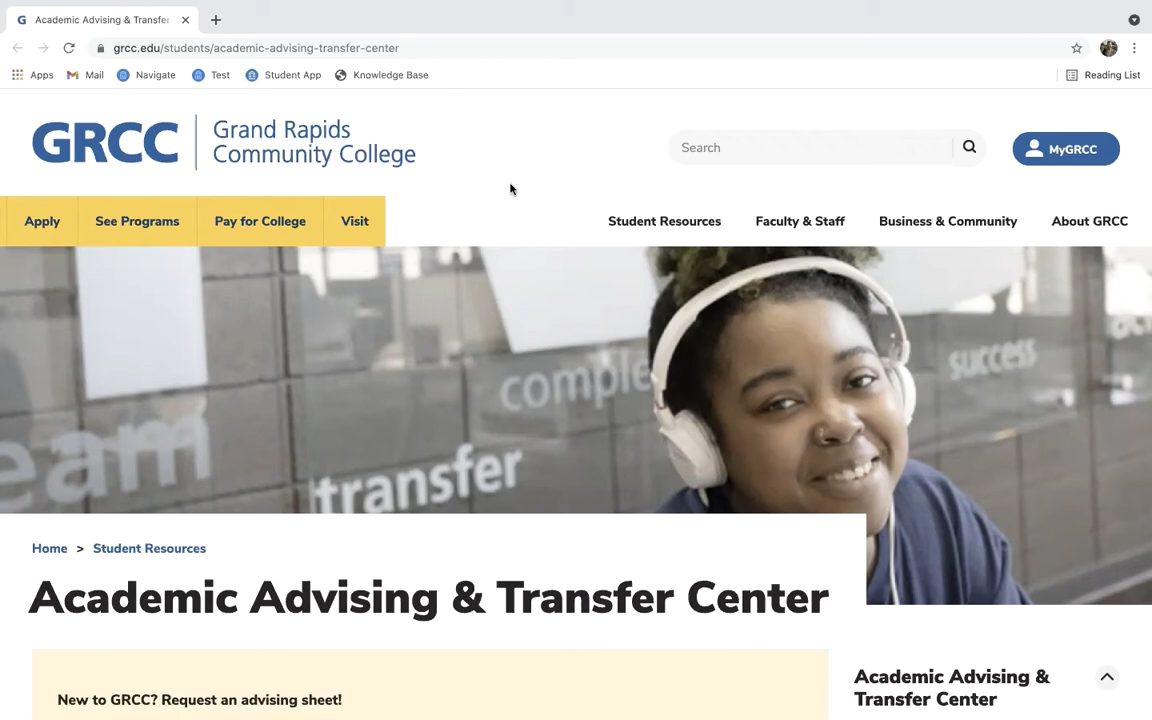 G Academic Advising & Transfer
grcc.edu/students/academic-advising-transfer-center
Apps Mail Navigate Test Student App Knowledge Base Reading List
GRCC Grand Rapids
Community College
Search
MyGRCC
Apply See Programs Pay for College Visit
Student Resources Faculty & Staff Business & Community About GRCC
comple
success
eam
transfer
Home > Student Resources
Academic Advising & Transfer Center
New to GRCC? Request an advising sheet!
Academic Advising &
Transfer Center